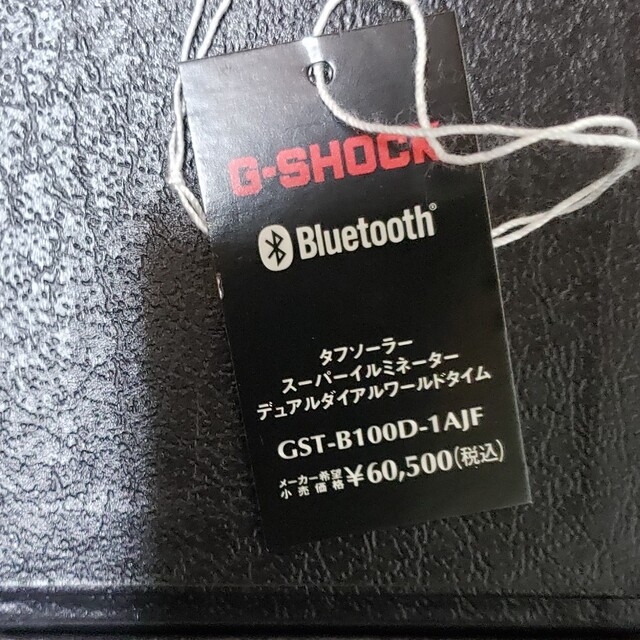 G-SHOCK
Bluetooth®
タフソーラー
スーパーイルミネーター
デュアルダイアルワールドタイム
GST-B100D-1AJF
メーカー希望小売価格 ¥60,500(税込)